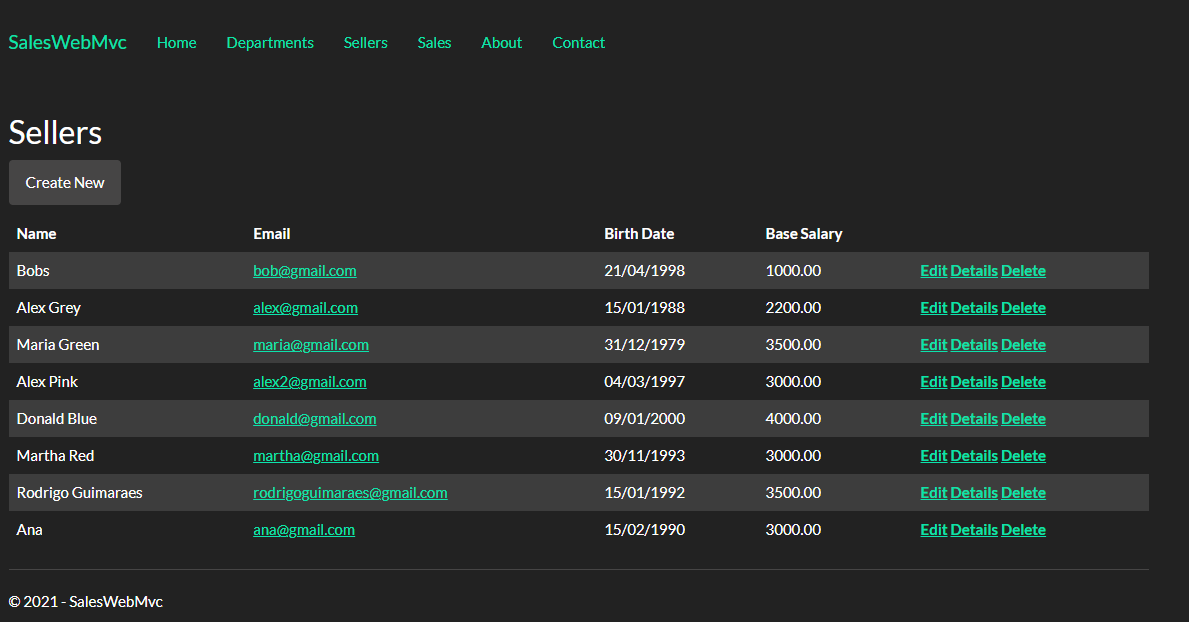 SalesWebMvc Home Departments Sellers Sales About Contact
Sellers
Create New
Name Email Birth Date Base Salary
Bobs bob@gmail.com 21/04/1998 1000.00 Edit Details Delete
Alex Grey alex@gmail.com 15/01/1988 2200.00 Edit Details Delete
Maria Green maria@gmail.com 31/12/1979 3500.00 Edit Details Delete
Alex Pink alex2@gmail.com 04/03/1997 3000.00 Edit Details Delete
Donald Blue donald@gmail.com 09/01/2000 4000.00 Edit Details Delete
Martha Red martha@gmail.com 30/11/1993 3000.00 Edit Details Delete
Rodrigo Guimaraes rodrigoguimaraes@gmail.com 15/01/1992 3500.00 Edit Details Delete
Ana ana@gmail.com 15/02/1990 3000.00 Edit Details Delete
© 2021 - SalesWebMvc